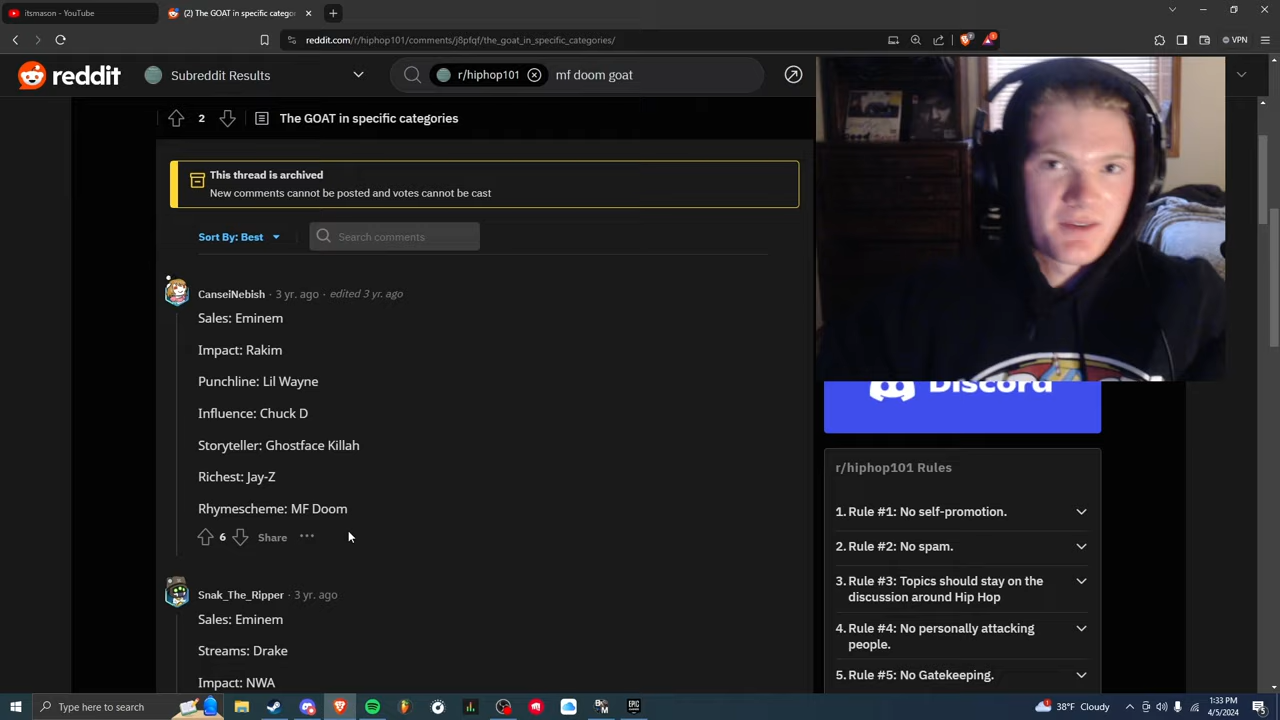 itsmason - YouTube
(2) The GOAT in specific categor
reddit.com/r/hiphop101/comments/j8pfqf/the_goat_in_specific_categories/
VPN
reddit
Subreddit Results
r/hiphop101
mf doom goat
2
The GOAT in specific categories
This thread is archived
New comments cannot be posted and votes cannot be cast
Sort By: Best
Search comments
CanseiNebish · 3 yr. ago · edited 3 yr. ago
Sales: Eminem
Impact: Rakim
Punchline: Lil Wayne
Influence: Chuck D
Storyteller: Ghostface Killah
Richest: Jay-Z
Rhymescheme: MF Doom
6
Share
Snak_The_Ripper · 3 yr. ago
Sales: Eminem
Streams: Drake
Impact: NWA
Discord
r/hiphop101 Rules
1. Rule #1: No self-promotion.
2. Rule #2: No spam.
3. Rule #3: Topics should stay on the
discussion around Hip Hop
4. Rule #4: No personally attacking
people.
5. Rule #5: No Gatekeeping.
Type here to search
38°F Cloudy
1:33 PM
4/5/2024